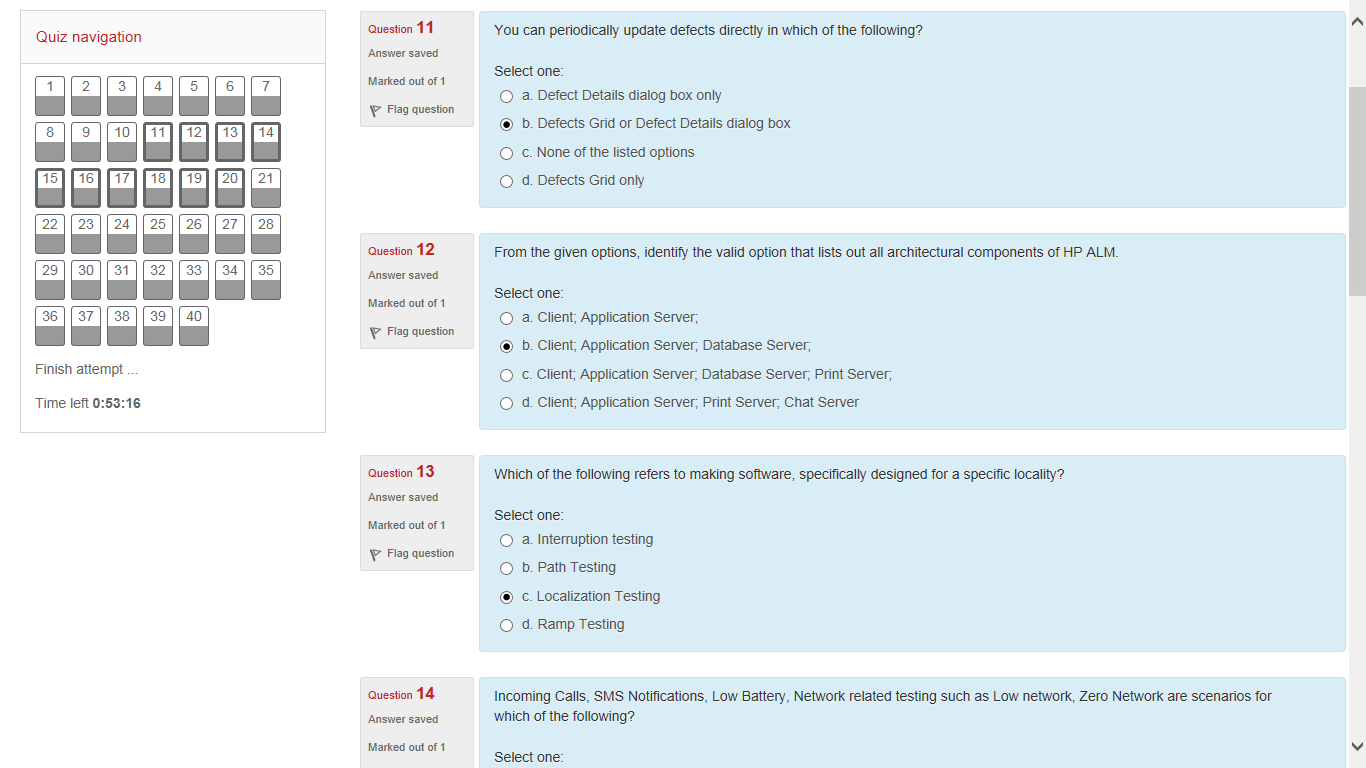 Quiz navigation
1 2 3 4 5 6 7
8 9 10 11 12 13 14
15 16 17 18 19 20 21
22 23 24 25 26 27 28
29 30 31 32 33 34 35
36 37 38 39 40
Finish attempt ...
Time left 0:53:16
Question 11
Answer saved
Marked out of 1
Flag question
You can periodically update defects directly in which of the following?
Select one:
a. Defect Details dialog box only
b. Defects Grid or Defect Details dialog box
c. None of the listed options
d. Defects Grid only
Question 12
Answer saved
Marked out of 1
Flag question
From the given options, identify the valid option that lists out all architectural components of HP ALM.
Select one:
a. Client; Application Server;
b. Client; Application Server; Database Server;
c. Client; Application Server; Database Server; Print Server;
d. Client; Application Server; Print Server; Chat Server
Question 13
Answer saved
Marked out of 1
Flag question
Which of the following refers to making software, specifically designed for a specific locality?
Select one:
a. Interruption testing
b. Path Testing
c. Localization Testing
d. Ramp Testing
Question 14
Answer saved
Marked out of 1
Incoming Calls, SMS Notifications, Low Battery, Network related testing such as Low network, Zero Network are scenarios for
which of the following?
Select one: